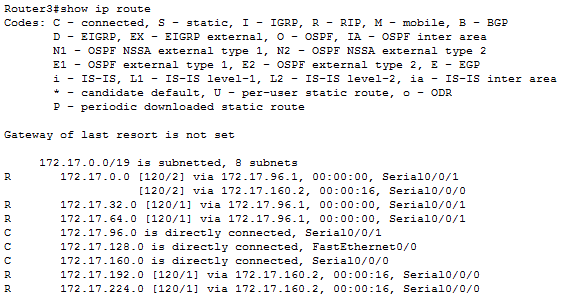 Router3#show ip route
Codes: C - connected, S - static, I - IGRP, R - RIP, M - mobile, B - BGP
       D - EIGRP, EX - EIGRP external, O - OSPF, IA - OSPF inter area
       N1 - OSPF NSSA external type 1, N2 - OSPF NSSA external type 2
       E1 - OSPF external type 1, E2 - OSPF external type 2, E - EGP
       i - IS-IS, L1 - IS-IS level-1, L2 - IS-IS level-2, ia - IS-IS inter area
       * - candidate default, U - per-user static route, o - ODR
       P - periodic downloaded static route
Gateway of last resort is not set
     172.17.0.0/19 is subnetted, 8 subnets
R       172.17.0.0 [120/2] via 172.17.96.1, 00:00:00, Serial0/0/1
                   [120/2] via 172.17.160.2, 00:00:16, Serial0/0/0
R       172.17.32.0 [120/1] via 172.17.96.1, 00:00:00, Serial0/0/1
R       172.17.64.0 [120/1] via 172.17.96.1, 00:00:00, Serial0/0/1
C       172.17.96.0 is directly connected, Serial0/0/1
C       172.17.128.0 is directly connected, FastEthernet0/0
C       172.17.160.0 is directly connected, Serial0/0/0
R       172.17.192.0 [120/1] via 172.17.160.2, 00:00:16, Serial0/0/0
R       172.17.224.0 [120/1] via 172.17.160.2, 00:00:16, Serial0/0/0